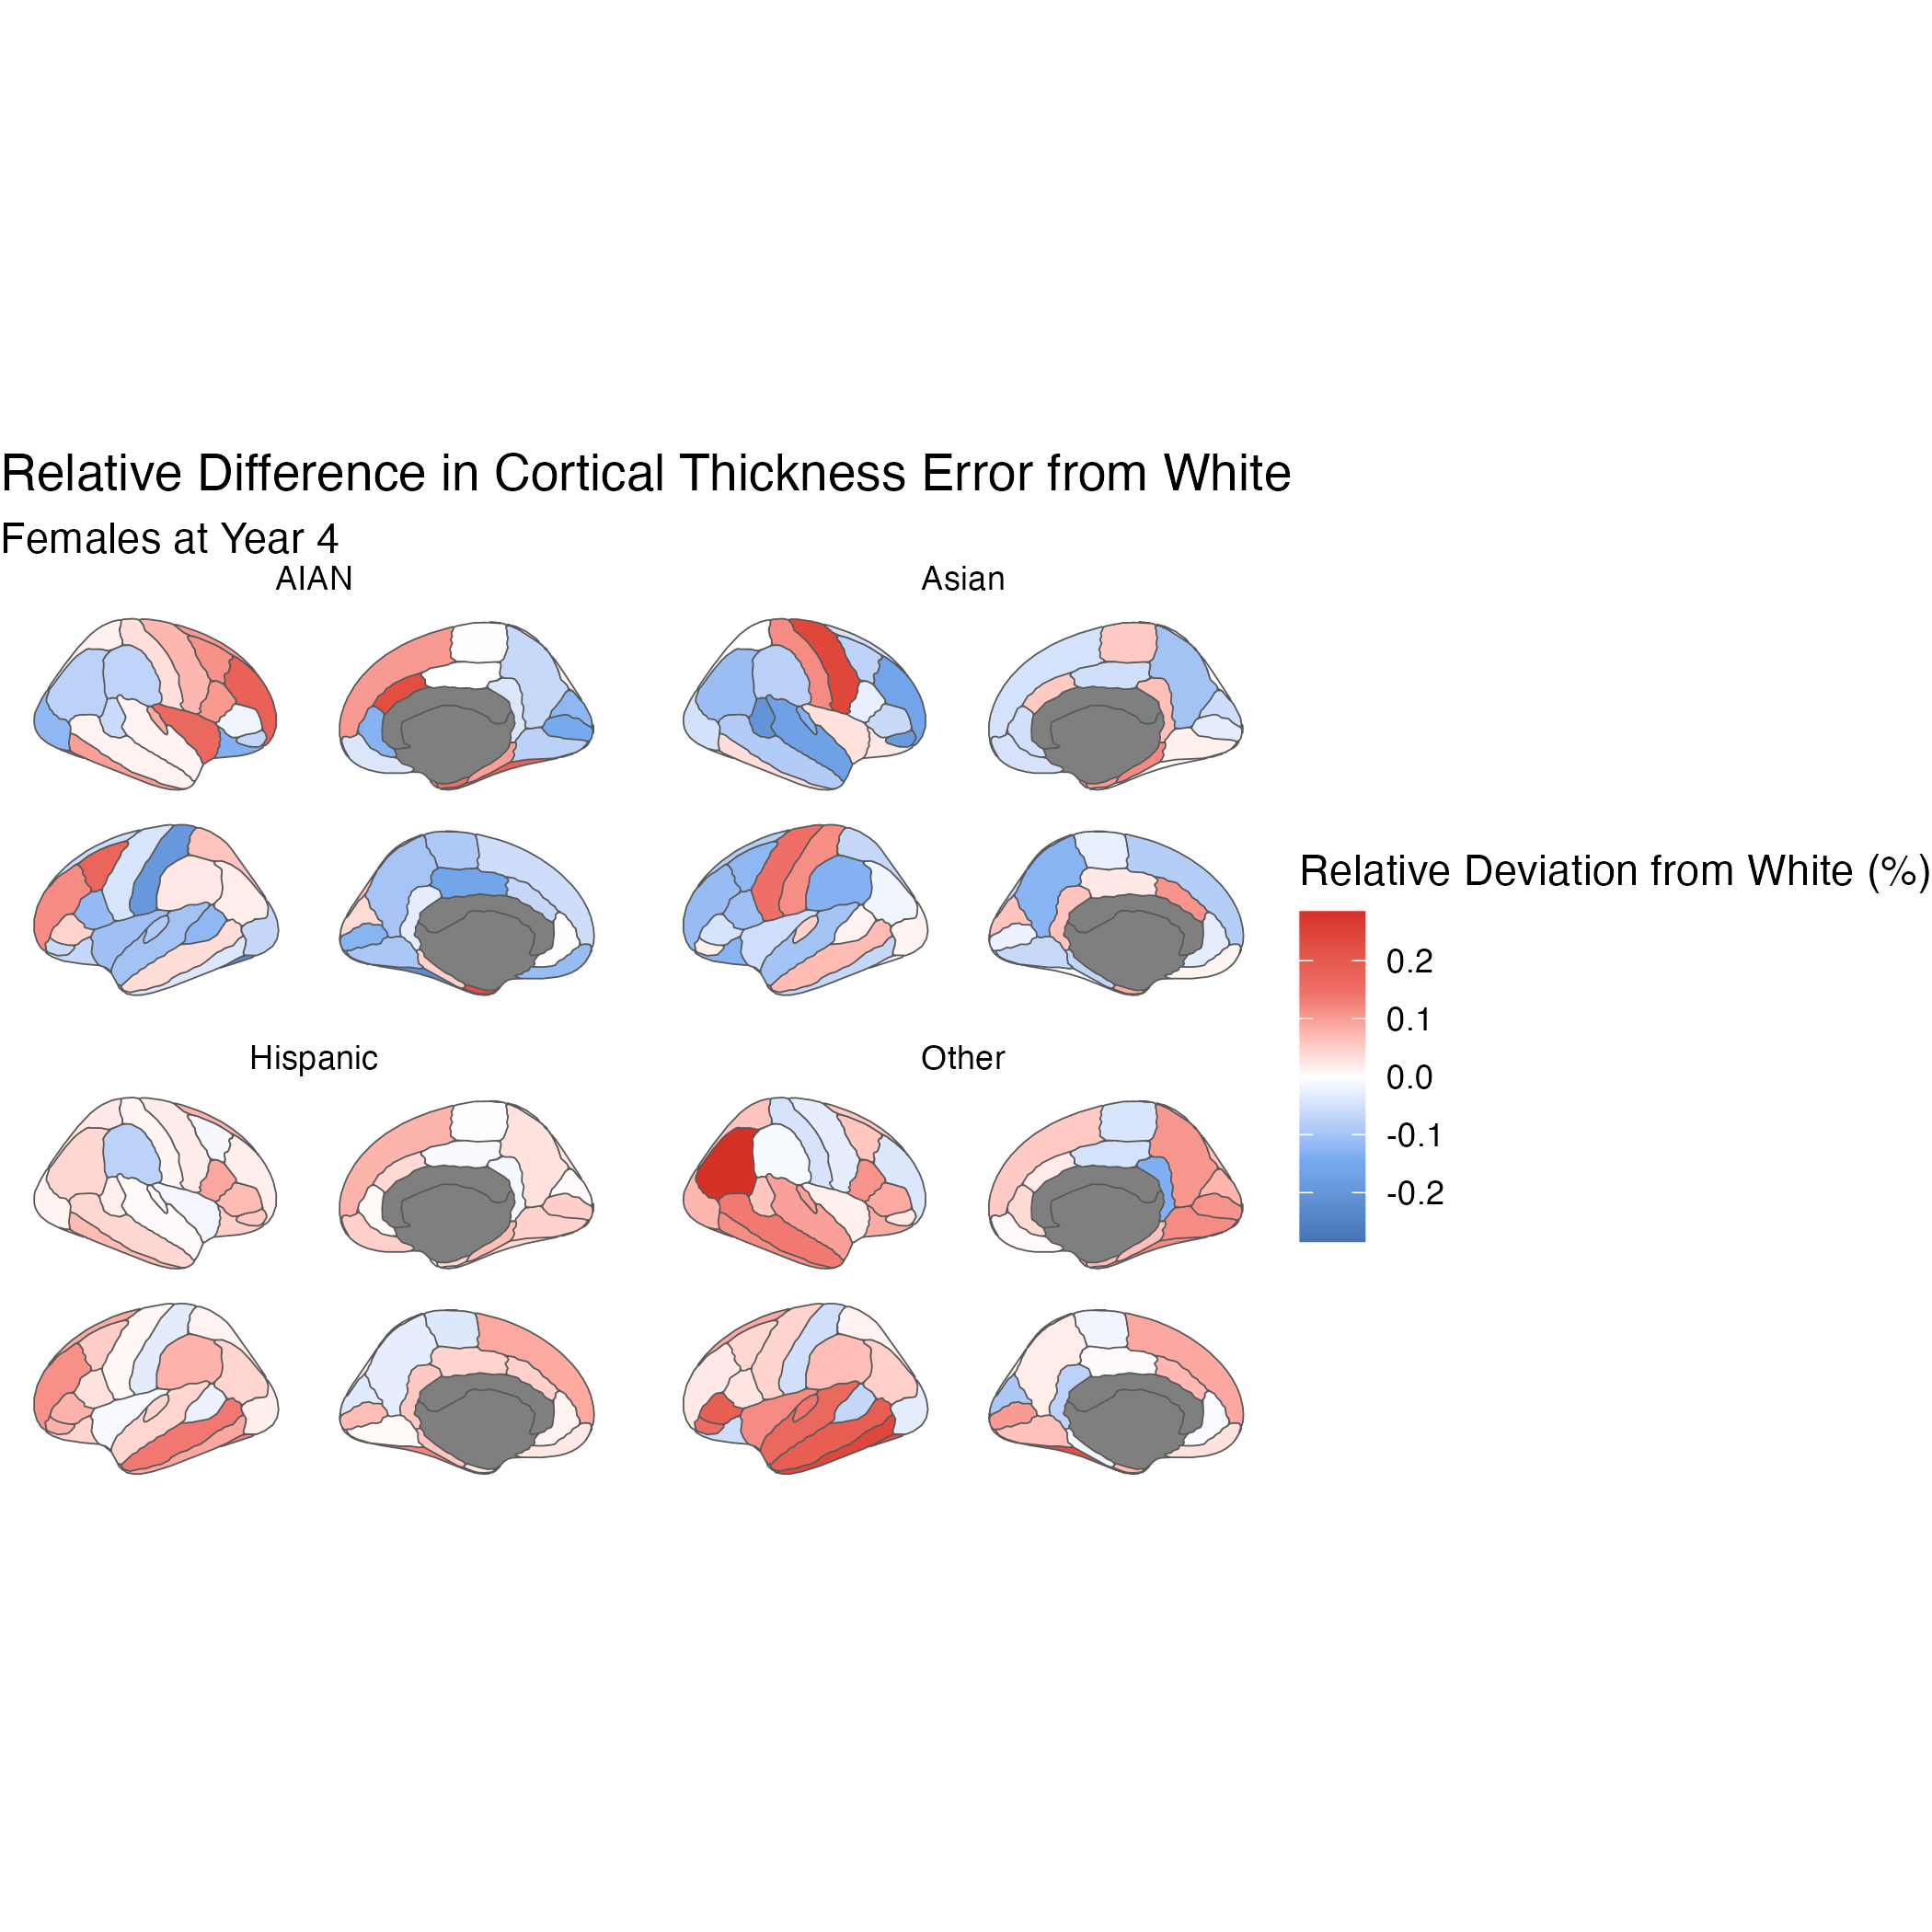 Relative Difference in Cortical Thickness Error from White
Females at Year 4
AIAN
Asian
Hispanic
Other
Relative Deviation from White (%)
0.2
0.1
0.0
-0.1
-0.2